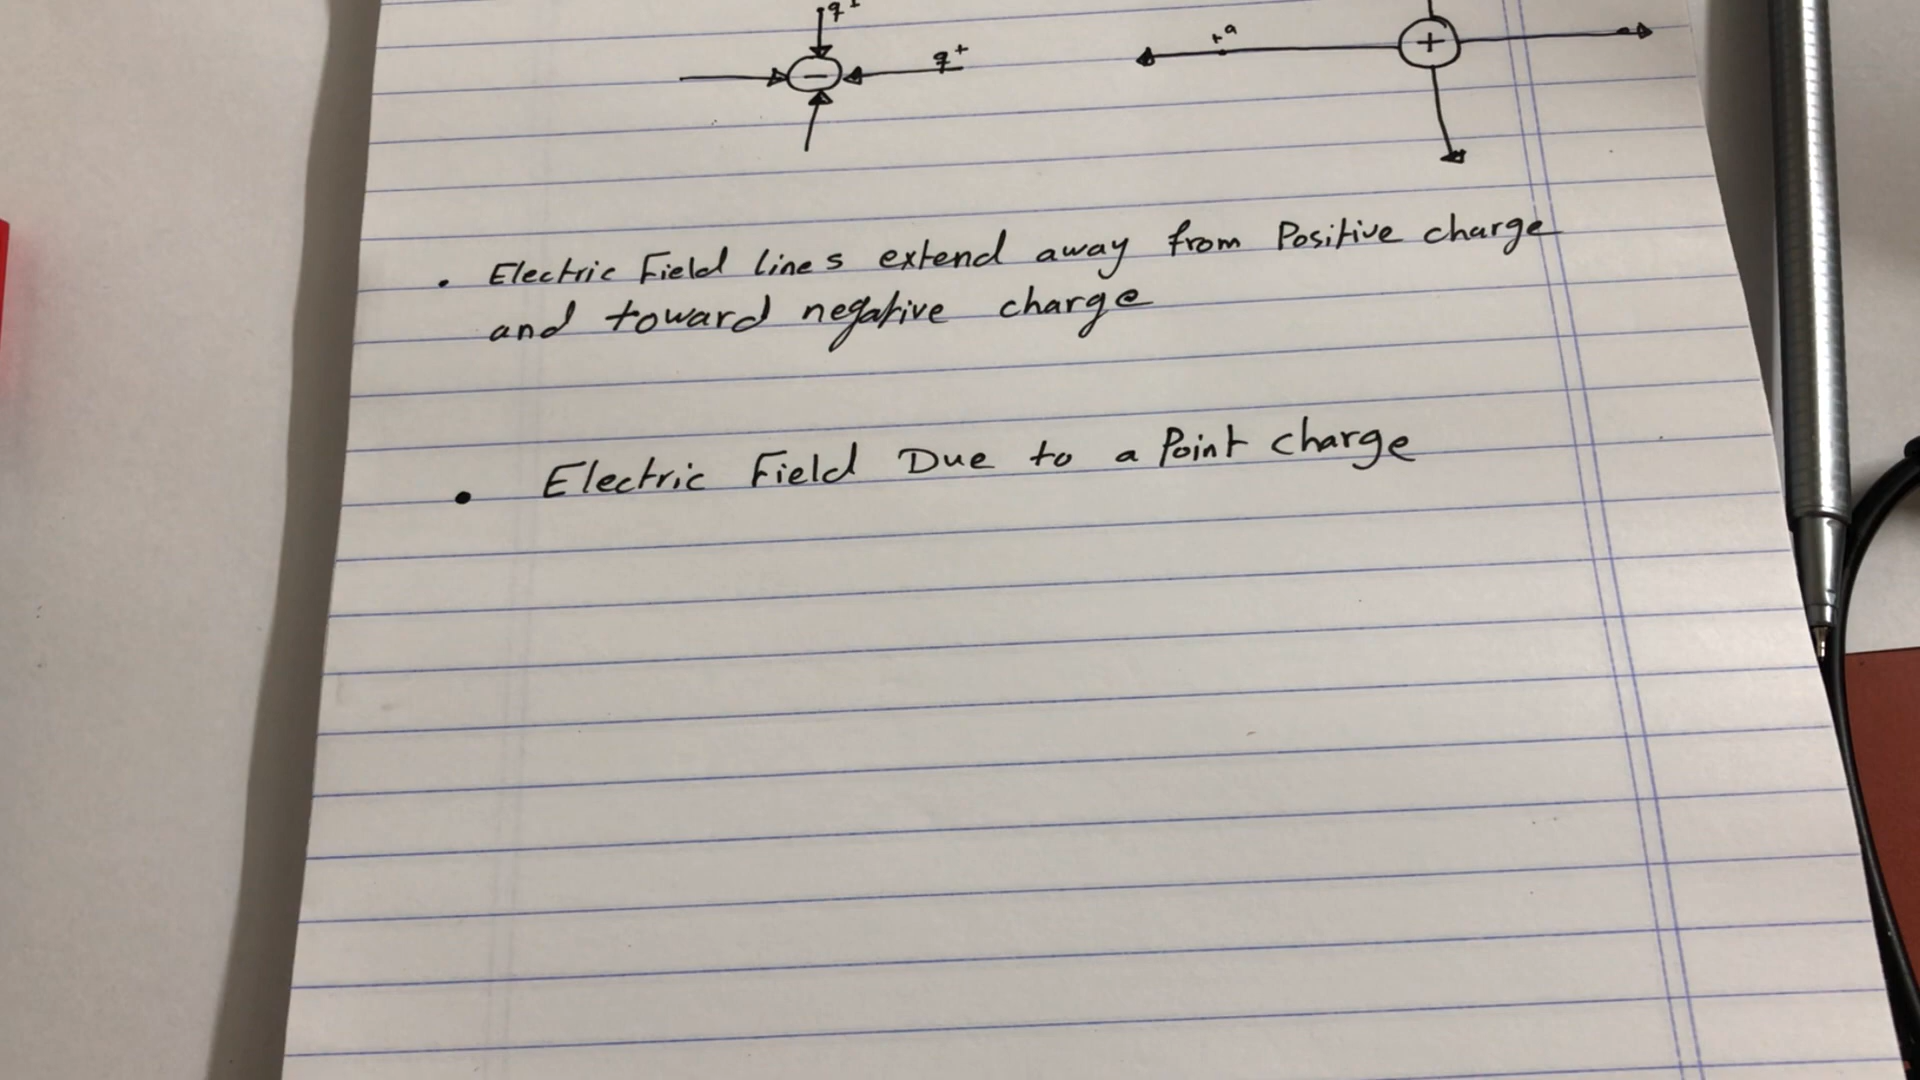 q+
− q+ +q +
• Electric Field lines extend away from Positive charge
and toward negative charge
• Electric Field Due to a Point charge